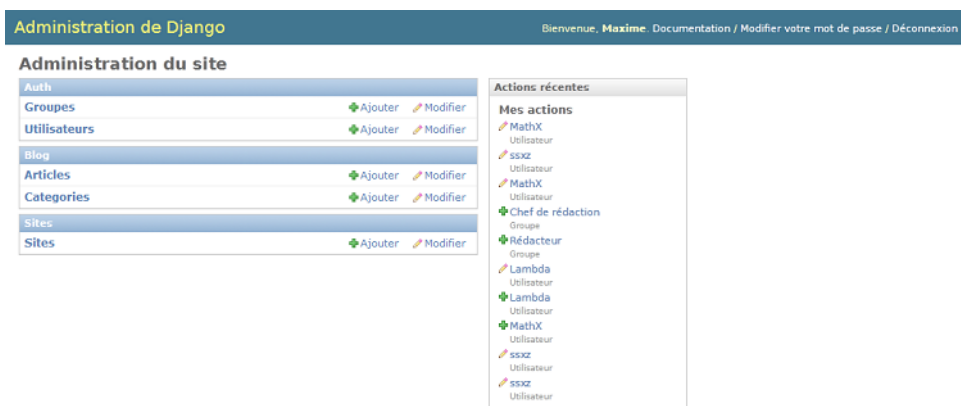 Administration de Django
Bienvenue, Maxime. Documentation / Modifier votre mot de passe / Déconnexion
Administration du site
Auth
Groupes Ajouter Modifier
Utilisateurs Ajouter Modifier
Blog
Articles Ajouter Modifier
Categories Ajouter Modifier
Sites
Sites Ajouter Modifier
Actions récentes
Mes actions
MathX
Utilisateur
ssxz
Utilisateur
MathX
Utilisateur
Chef de rédaction
Groupe
Rédacteur
Groupe
Lambda
Utilisateur
Lambda
Utilisateur
MathX
Utilisateur
ssxz
Utilisateur
ssxz
Utilisateur